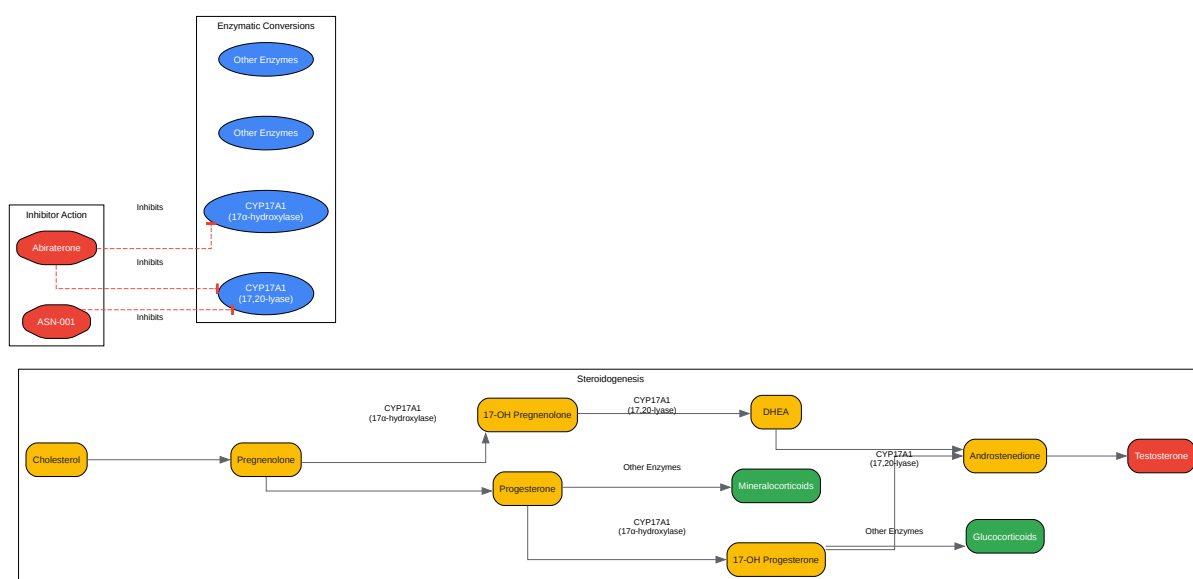 Enzymatic Conversions
Other Enzymes
Other Enzymes
CYP17A1
(17α-hydroxylase)
CYP17A1
(17,20-lyase)
Inhibitor Action
Abiraterone
ASN-001
Inhibits
Inhibits
Inhibits
Steroidogenesis
Cholesterol
Pregnenolone
CYP17A1
(17α-hydroxylase)
17-OH Pregnenolone
CYP17A1
(17,20-lyase)
DHEA
CYP17A1
(17,20-lyase)
Androstenedione
Testosterone
Progesterone
Other Enzymes
Mineralocorticoids
CYP17A1
(17α-hydroxylase)
17-OH Progesterone
Other Enzymes
Glucocorticoids